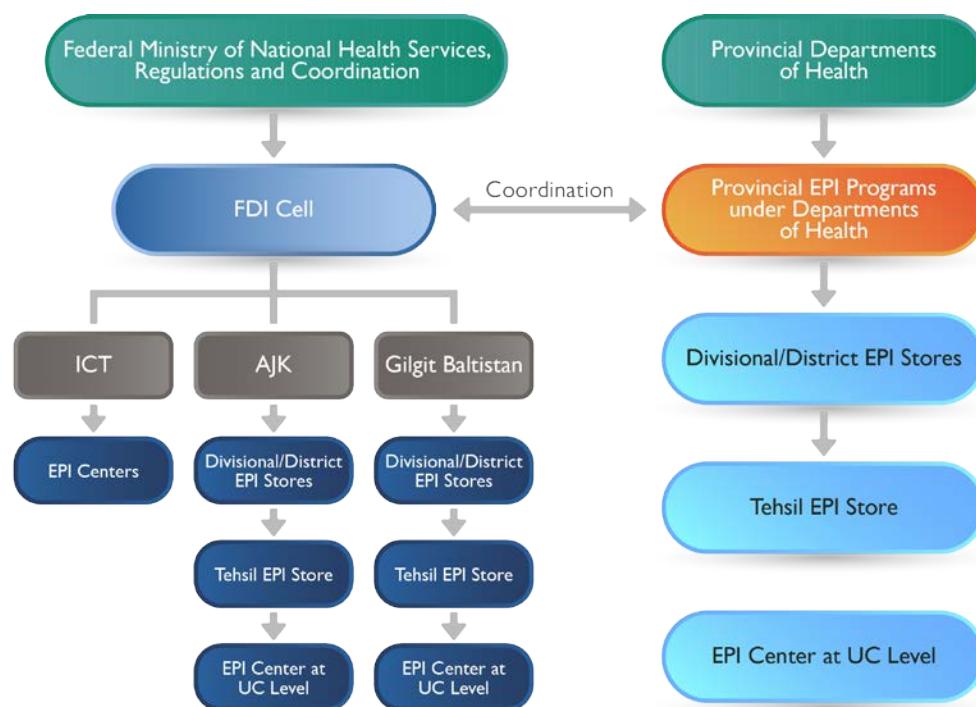 Federal Ministry of National Health Services,
Regulations and Coordination
Provincial Departments
of Health
FDI Cell
Coordination
Provincial EPI Programs
under Departments
of Health
ICT
AJK
Gilgit Baltistan
Divisional/District EPI Stores
EPI Centers
Divisional/District
EPI Stores
Divisional/District
EPI Stores
Tehsil EPI Store
Tehsil EPI Store
Tehsil EPI Store
EPI Center at
UC Level
EPI Center at
UC Level
EPI Center at UC Level